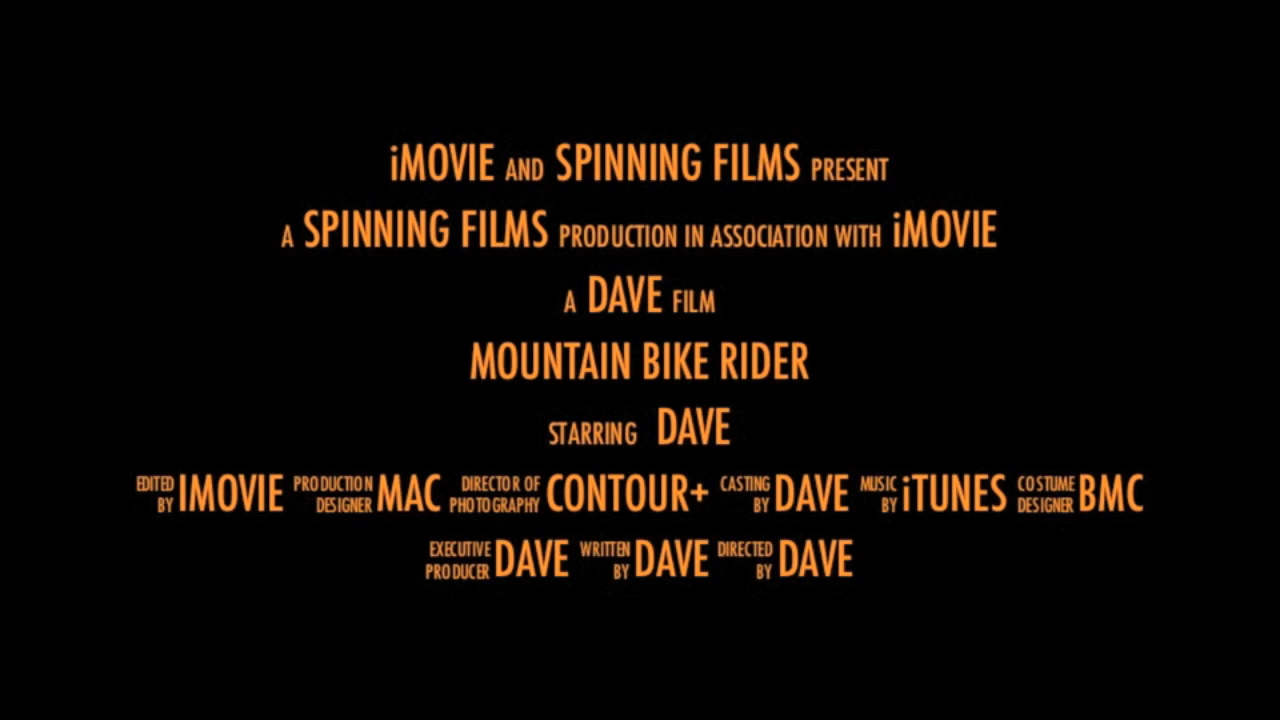 iMOVIE AND SPINNING FILMS PRESENT
A SPINNING FILMS PRODUCTION IN ASSOCIATION WITH iMOVIE
A DAVE FILM
MOUNTAIN BIKE RIDER
STARRING DAVE
EDITED BY IMOVIE PRODUCTION DESIGNER MAC DIRECTOR OF PHOTOGRAPHY CONTOUR+ CASTING BY DAVE MUSIC BY iTUNES COSTUME DESIGNER BMC
EXECUTIVE PRODUCER DAVE WRITTEN BY DAVE DIRECTED BY DAVE